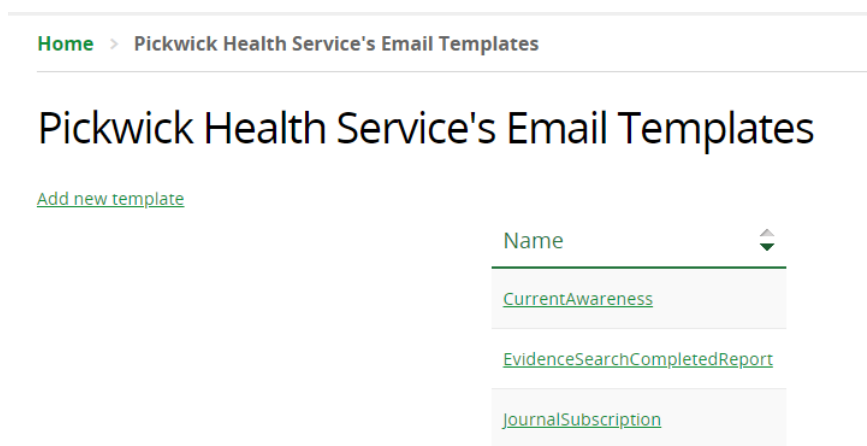 Home > Pickwick Health Service's Email Templates
Pickwick Health Service's Email Templates
Add new template
Name
CurrentAwareness
EvidenceSearchCompletedReport
JournalSubscription